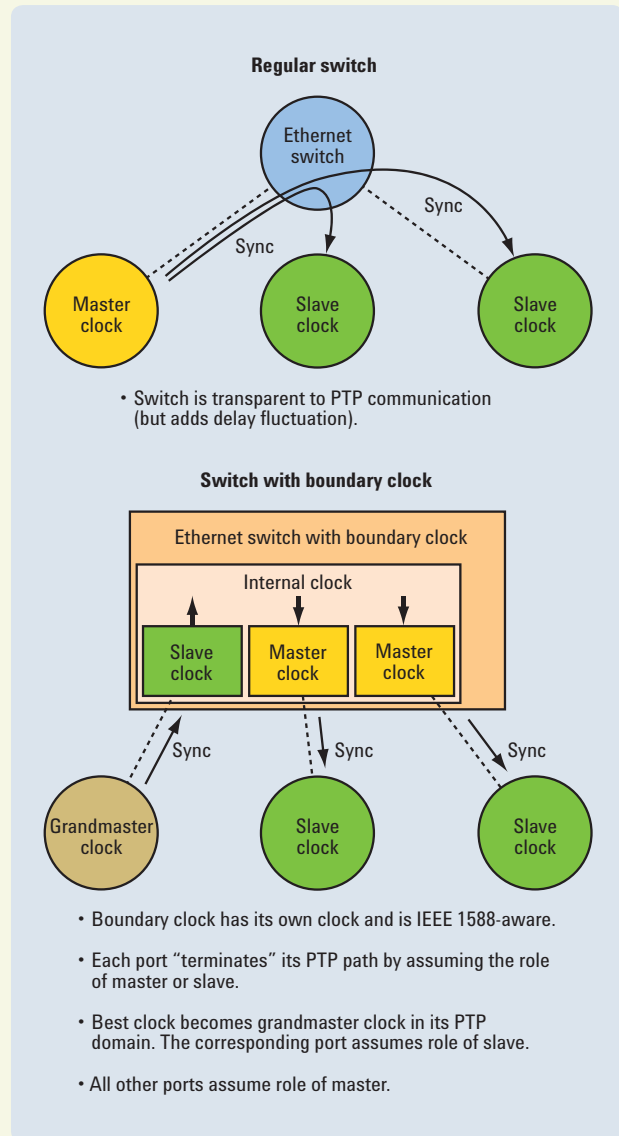 Regular switch
Ethernet
switch
Sync
Sync
Master
clock
Slave
clock
Slave
clock
• Switch is transparent to PTP communication
(but adds delay fluctuation).
Switch with boundary clock
Ethernet switch with boundary clock
Internal clock
Slave
clock
Master
clock
Master
clock
Sync
Sync
Sync
Grandmaster
clock
Slave
clock
Slave
clock
• Boundary clock has its own clock and is IEEE 1588-aware.
• Each port “terminates” its PTP path by assuming the role
of master or slave.
• Best clock becomes grandmaster clock in its PTP
domain. The corresponding port assumes role of slave.
• All other ports assume role of master.